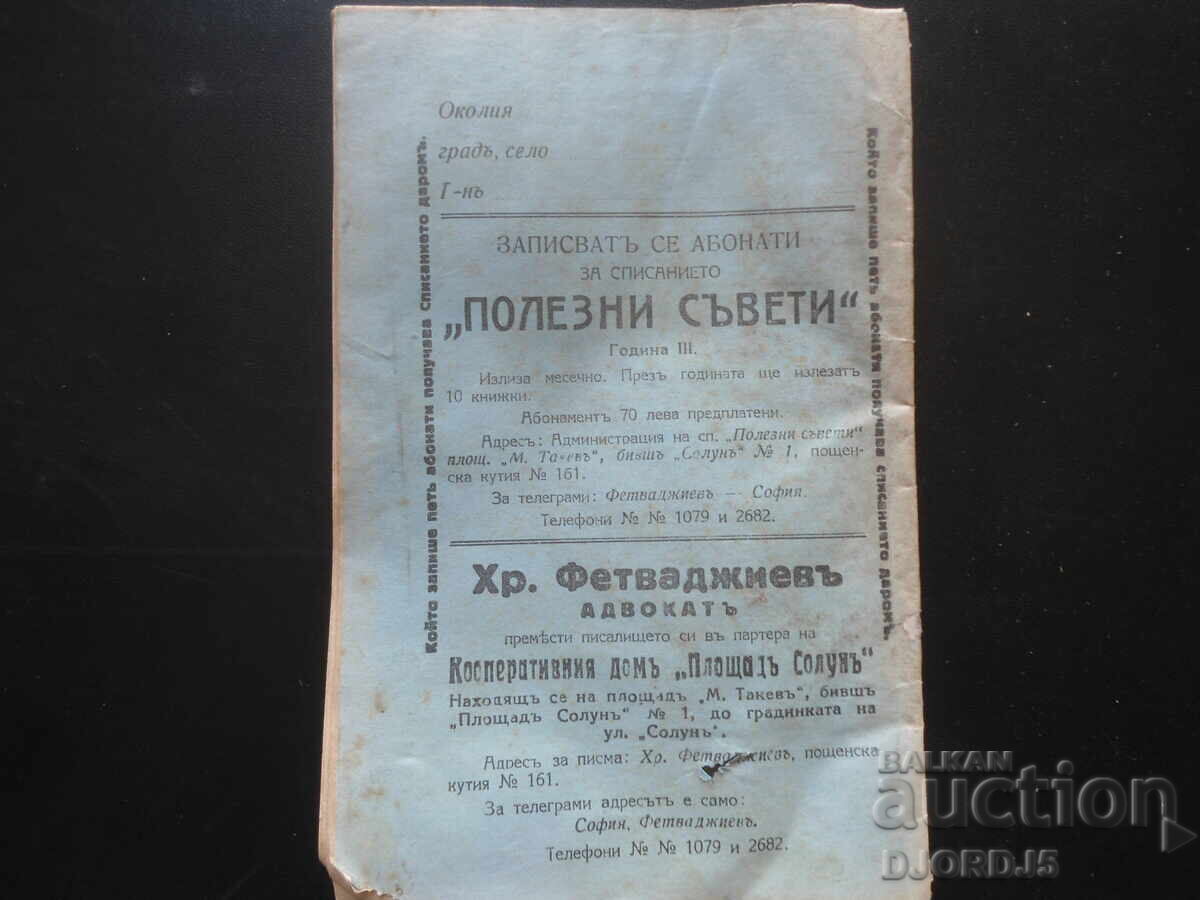 Околия
градъ, село
Г-нъ
Който запише петь абонати получава Списанието даромъ.
ЗАПИСВАТЪ СЕ АБОНАТИ
ЗА СПИСАНИЕТО
„ПОЛЕЗНИ СЪВЕТИ“
Година III.
Излиза месечно. Презъ годината ще излезатъ
10 книжки.
Абонаментъ 70 лева предплатени.
Адресъ: Администрация на сп. „Полезни съвети“
площ. „М. Такевъ“, бившъ „Солунъ“ № 1, пощен-
ска кутия № 161.
За телеграми: Фетваджиевъ — София.
Телефони № № 1079 и 2682.
Който запише петь абонати получава списанието даромъ.
Хр. Фетваджиевъ
АДВОКАТЪ
премѣсти писалището си въ партера на
Кооперативния домъ „Площадъ Солунъ“
Находящъ се на площадъ „М. Такевъ“, бившъ
„Площадъ Солунъ“ № 1, до градинката на
ул. „Солунъ“.
Адресъ за писма: Хр. Фетваджиевъ, пощенска
кутия № 161.
За телеграми адресътъ е само:
София, Фетваджиевъ.
Телефони № № 1079 и 2682.
BALKAN
auction
DJORDJ5